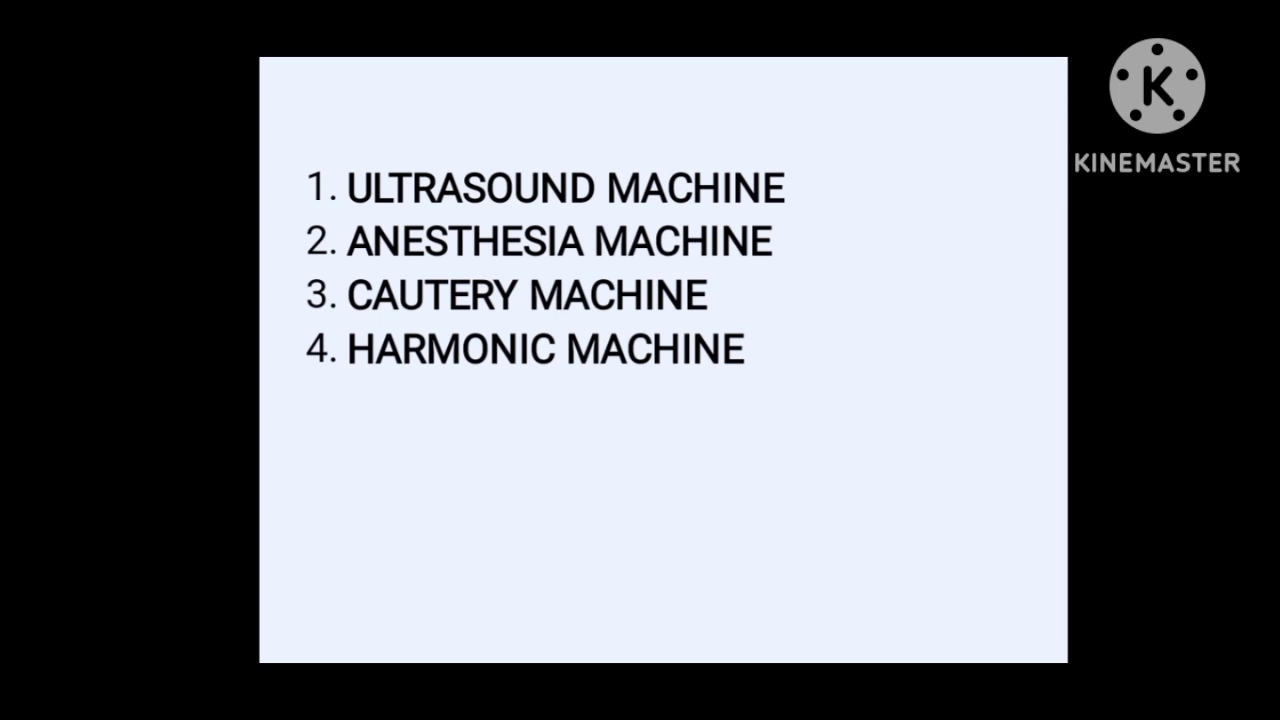 1. ULTRASOUND MACHINE
2. ANESTHESIA MACHINE
3. CAUTERY MACHINE
4. HARMONIC MACHINE
K
KINEMASTER